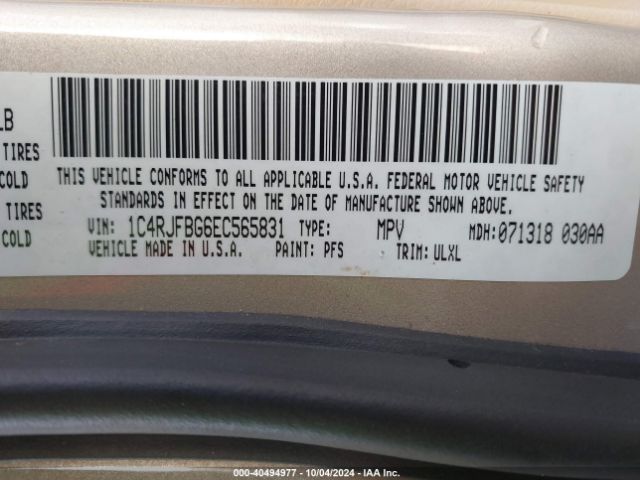 LB
TIRES
COLD
COLD
THIS VEHICLE CONFORMS TO ALL APPLICABLE U.S.A. FEDERAL MOTOR VEHICLE SAFETY
STANDARDS IN EFFECT ON THE DATE OF MANUFACTURE SHOWN ABOVE.
VIN: 1C4RJFBG6EC565831 TYPE: MPV MDH:071318 030AA
VEHICLE MADE IN U.S.A. PAINT: PFS TRIM: ULXL
000-40494977 - 10/04/2024 - IAA Inc.